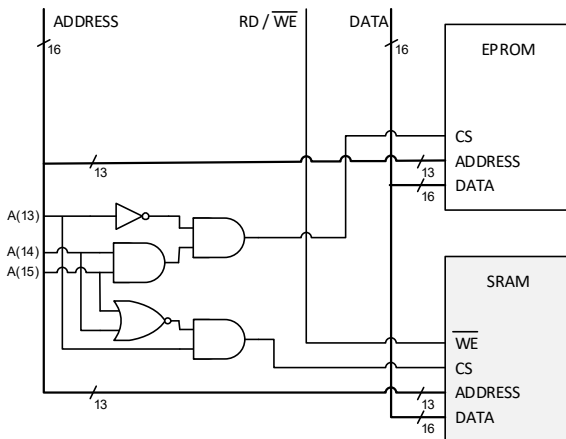 ADDRESS
RD / WE
DATA
16
16
EPROM
CS
13
ADDRESS
13
DATA
16
A(13)
A(14)
A(15)
SRAM
WE
CS
13
ADDRESS
13
DATA
16